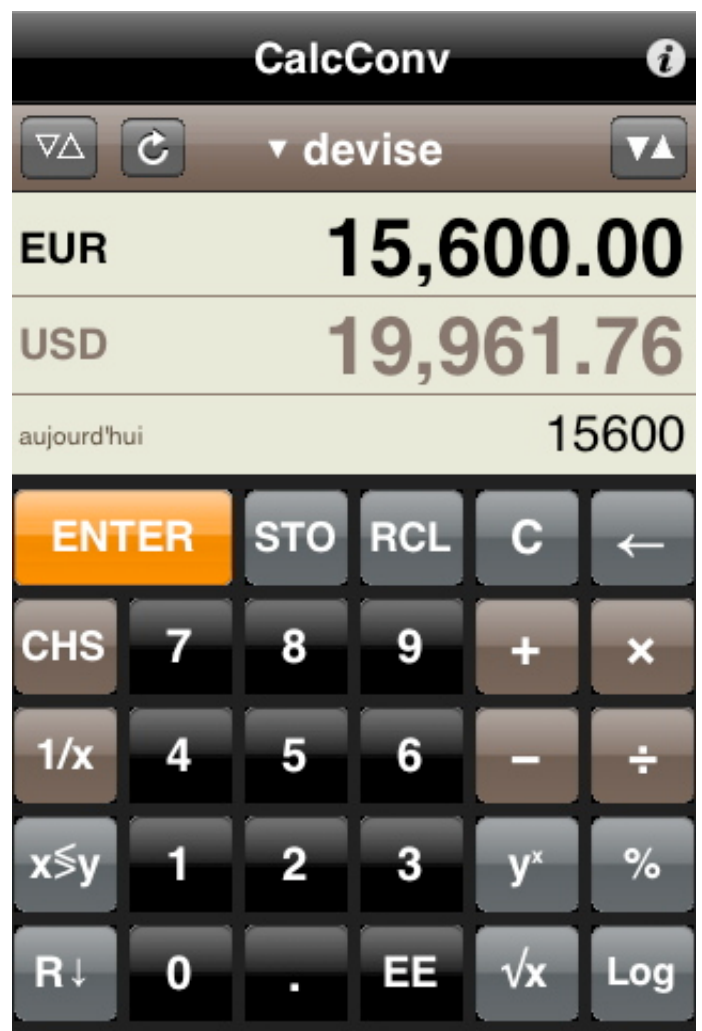 CalcConv i
▽△ ▼ devise ▼▲
EUR 15,600.00
USD 19,961.76
aujourd'hui 15600
ENTER STO RCL C ←
CHS 7 8 9 + ×
1/x 4 5 6 − ÷
x≶y 1 2 3 yˣ %
R↓ 0 . EE √x Log